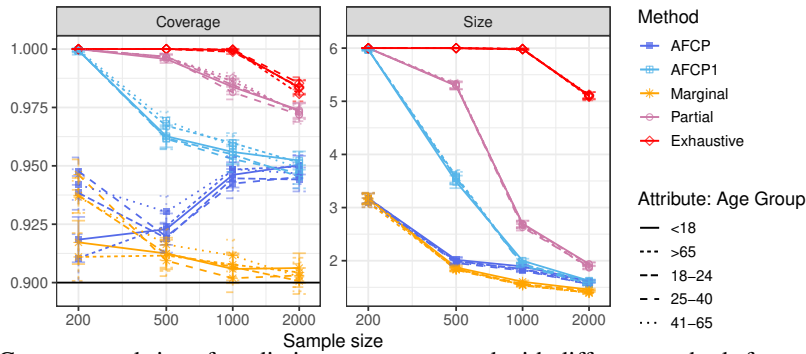 Coverage
Size
1.000
0.975
0.950
0.925
0.900
6
5
4
3
2
200
500
1000
2000
200
500
1000
2000
Sample size
Method
AFCP
AFCP1
Marginal
Partial
Exhaustive
Attribute: Age Group
<18
>65
18−24
25−40
41−65